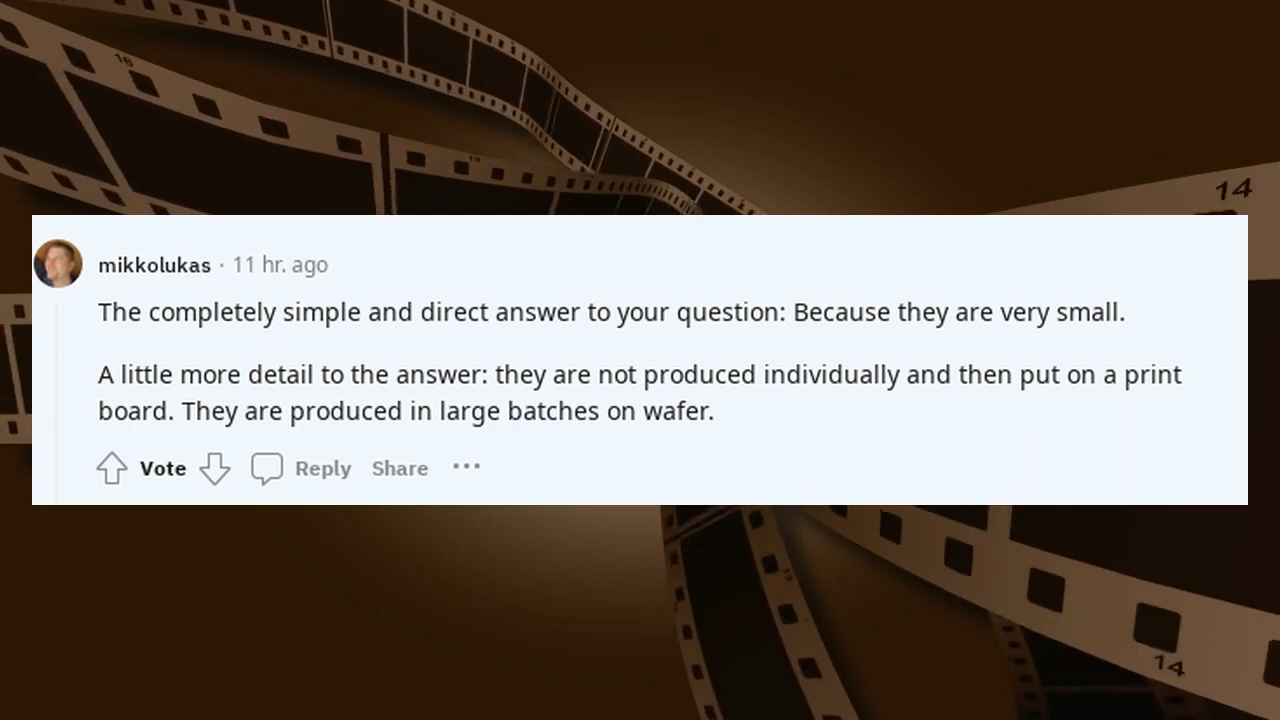 16
14
mikkolukas · 11 hr. ago
The completely simple and direct answer to your question: Because they are very small.
A little more detail to the answer: they are not produced individually and then put on a print
board. They are produced in large batches on wafer.
Vote Reply Share
14